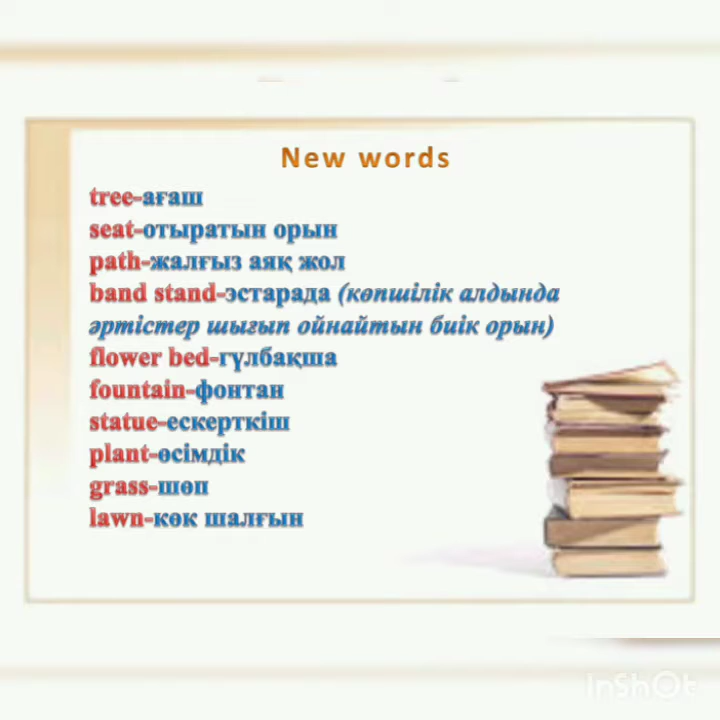 New words
tree-ағаш
seat-отыратын орын
path-жалғыз аяқ жол
band stand-эстарада (көпшілік алдында
әртістер шығып ойнайтын биік орын)
flower bed-гүлбақша
fountain-фонтан
statue-ескерткіш
plant-өсімдік
grass-шөп
lawn-көк шалғын
InShOt